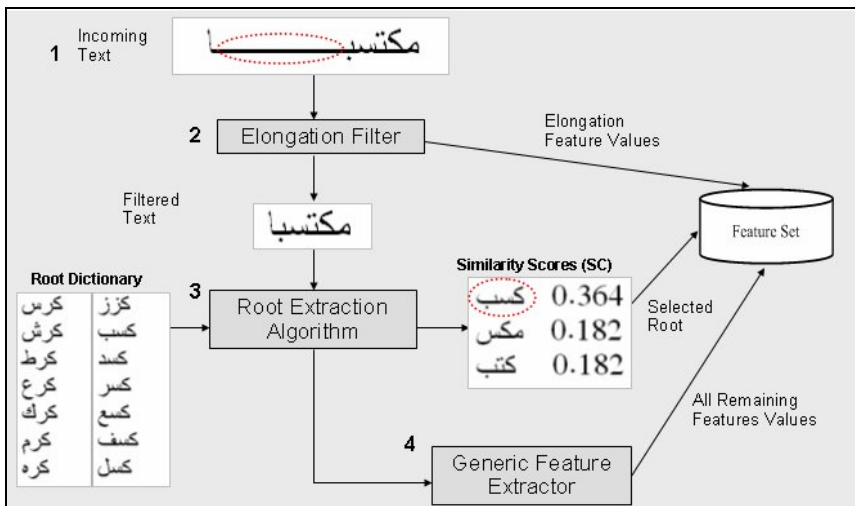 1 Incoming Text
مكتسبـــــــــــــا
2 Elongation Filter
Elongation Feature Values
Filtered Text
مكتسبا
Feature Set
Root Dictionary
كرس كزز
كرش كسب
كرط كسد
كرع كسر
كرك كسع
كرم كسف
كره كسل
3 Root Extraction Algorithm
Similarity Scores (SC)
كسب 0.364
مكس 0.182
كتب 0.182
Selected Root
All Remaining Features Values
4 Generic Feature Extractor